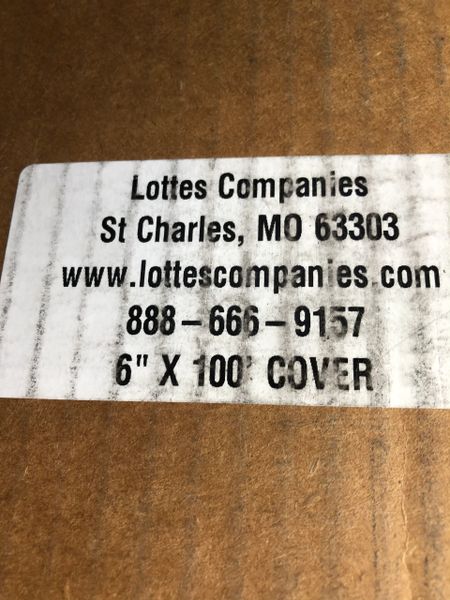 Lottes Companies
St Charles, MO 63303
www.lottescompanies.com
888-666-9157
6" X 100' COVER